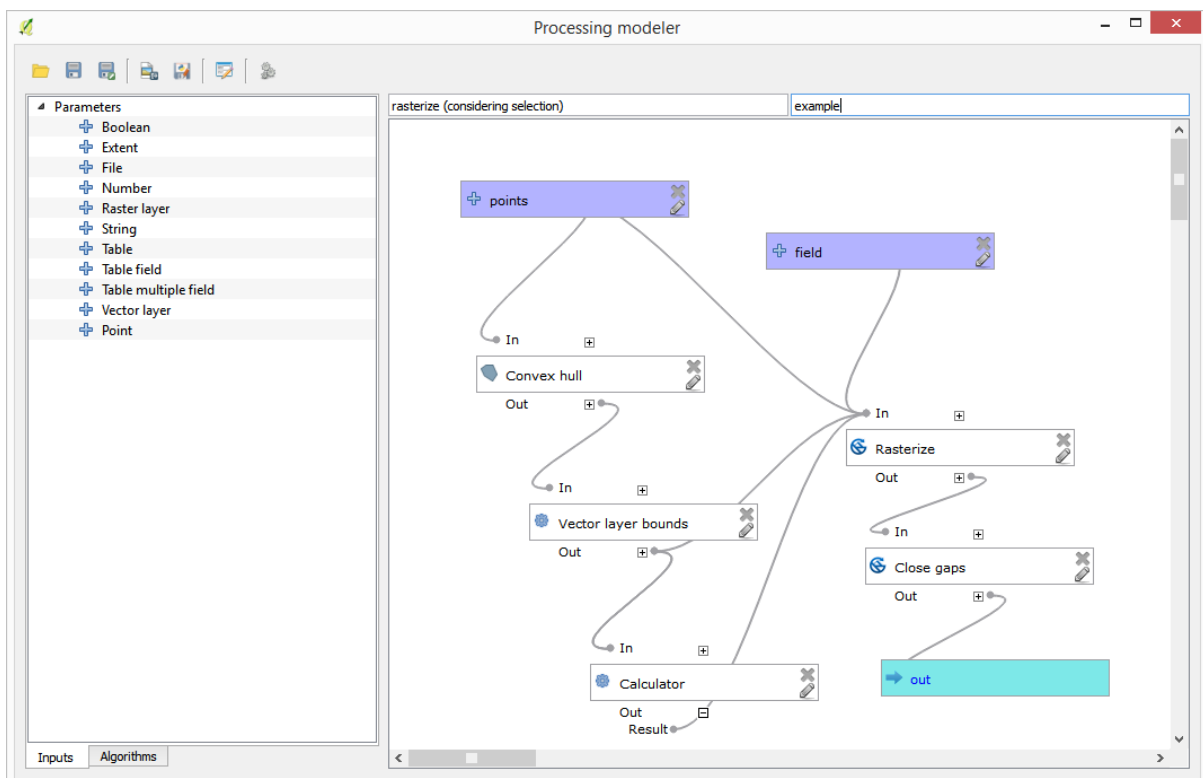 Processing modeler
Parameters
Boolean
Extent
File
Number
Raster layer
String
Table
Table field
Table multiple field
Vector layer
Point
Inputs
Algorithms
rasterize (considering selection)
example
points
field
In
Convex hull
Out
In
Rasterize
Out
In
Vector layer bounds
Out
In
Close gaps
Out
In
Calculator
Out
Result
out